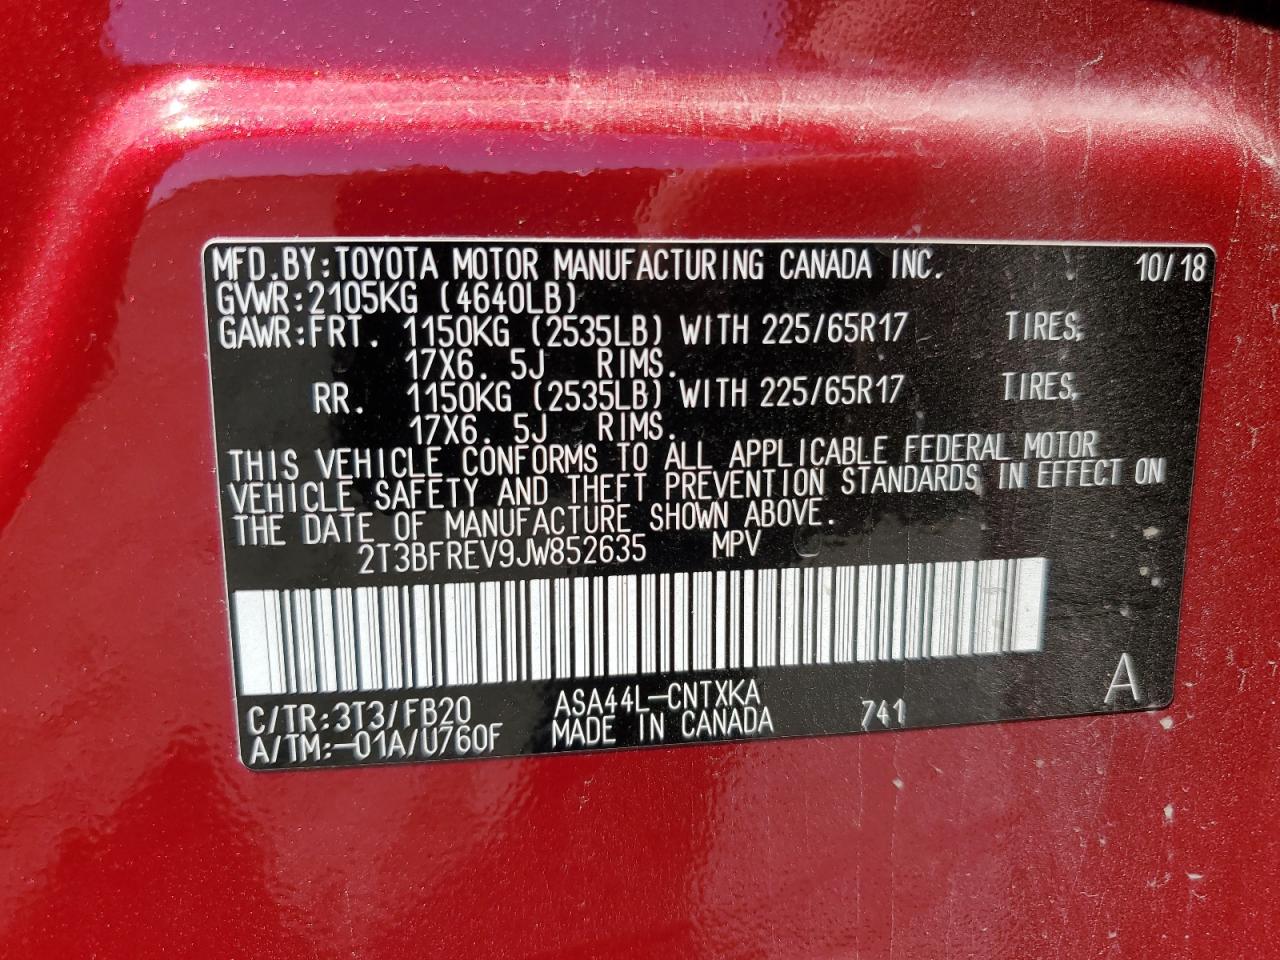 MFD.BY:TOYOTA MOTOR MANUFACTURING CANADA INC. 10/18
GVWR:2105KG (4640LB)
GAWR:FRT. 1150KG (2535LB) WITH 225/65R17 TIRES,
17X6.5J RIMS.
RR. 1150KG (2535LB) WITH 225/65R17 TIRES,
17X6.5J RIMS.
THIS VEHICLE CONFORMS TO ALL APPLICABLE FEDERAL MOTOR
VEHICLE SAFETY AND THEFT PREVENTION STANDARDS IN EFFECT ON
THE DATE OF MANUFACTURE SHOWN ABOVE.
2T3BFREV9JW852635 MPV
C/TR:3T3/FB20 ASA44L-CNTXKA A
A/TM:-01A/U760F MADE IN CANADA 741